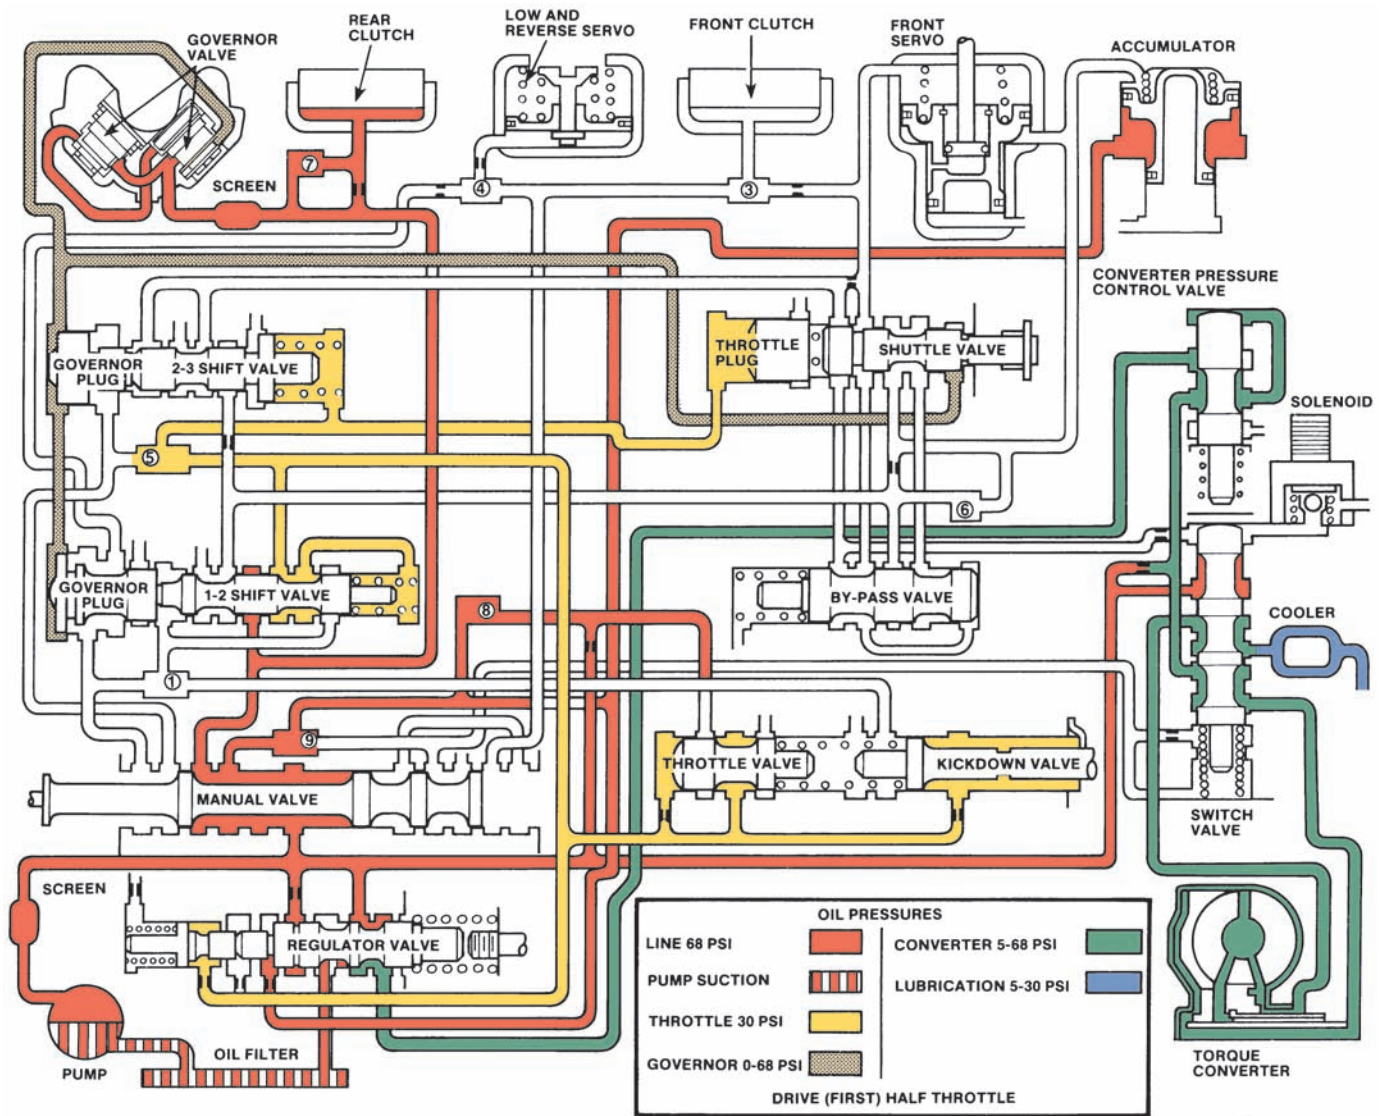 GOVERNOR
VALVE
REAR
CLUTCH
LOW AND
REVERSE SERVO
FRONT CLUTCH
FRONT
SERVO
ACCUMULATOR
7
SCREEN
4
3
CONVERTER PRESSURE
CONTROL VALVE
GOVERNOR
PLUG
2-3 SHIFT VALVE
THROTTLE
PLUG
SHUTTLE VALVE
SOLENOID
5
6
GOVERNOR
PLUG
1-2 SHIFT VALVE
8
BY-PASS VALVE
COOLER
1
9
THROTTLE VALVE
KICKDOWN VALVE
MANUAL VALVE
SWITCH
VALVE
SCREEN
REGULATOR VALVE
PUMP
OIL FILTER
OIL PRESSURES
LINE 68 PSI
CONVERTER 5-68 PSI
PUMP SUCTION
LUBRICATION 5-30 PSI
THROTTLE 30 PSI
GOVERNOR 0-68 PSI
DRIVE (FIRST) HALF THROTTLE
TORQUE
CONVERTER